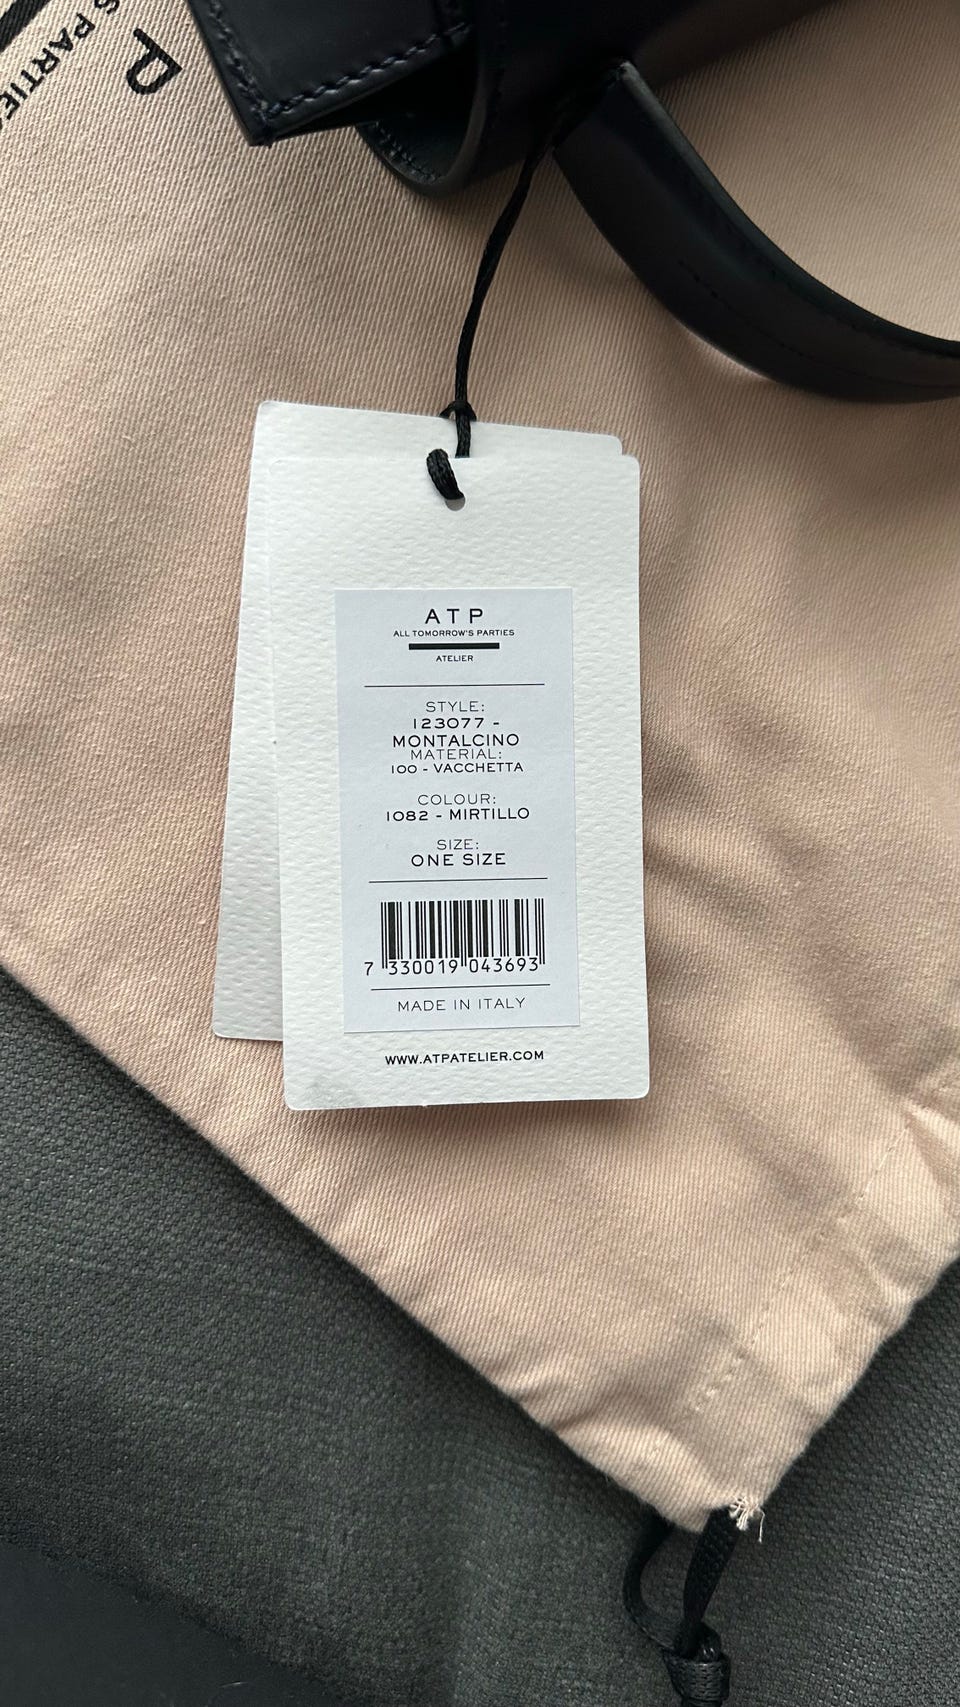 P
S PARTIES
ATP
ALL TOMORROW'S PARTIES
ATELIER
STYLE:
123077 -
MONTALCINO
MATERIAL:
100 - VACCHETTA
COLOUR:
1082 - MIRTILLO
SIZE:
ONE SIZE
7 330019 043693
MADE IN ITALY
WWW.ATPATELIER.COM